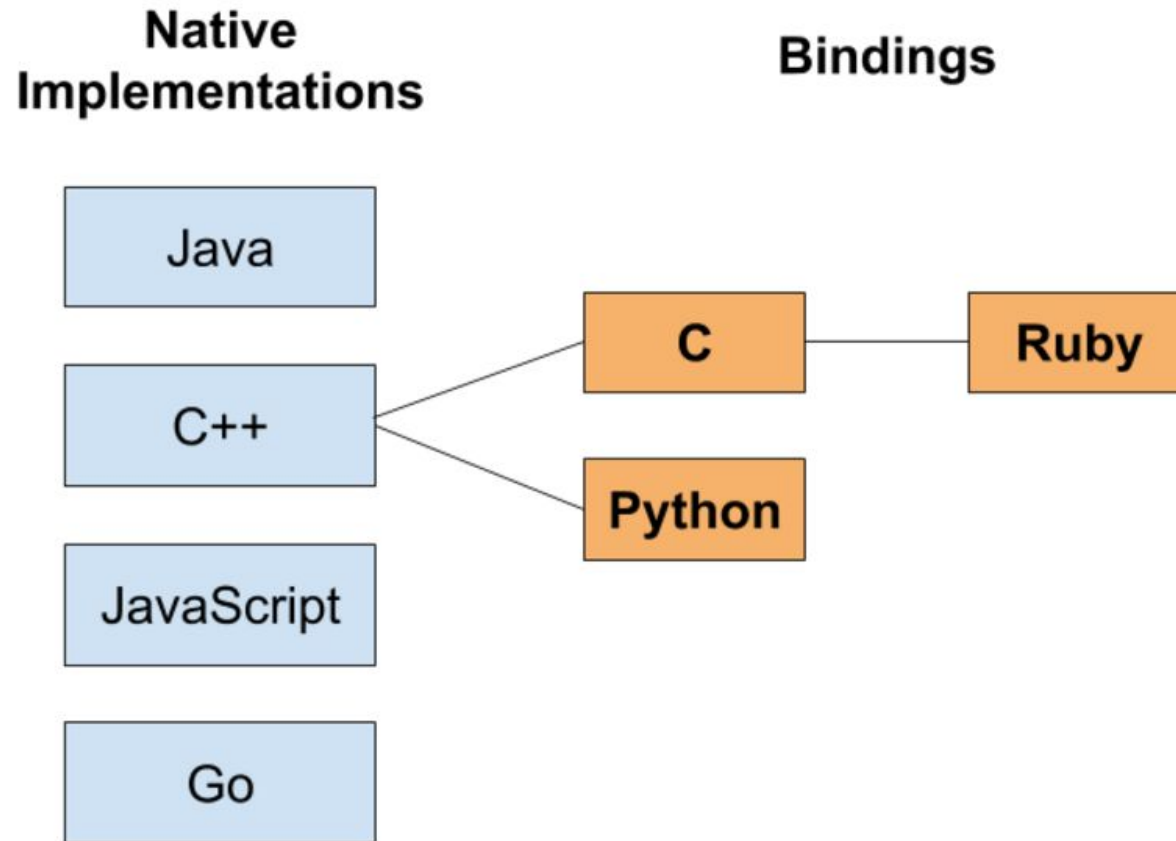 Native
Implementations
Bindings
Java
C++
JavaScript
Go
C
Python
Ruby